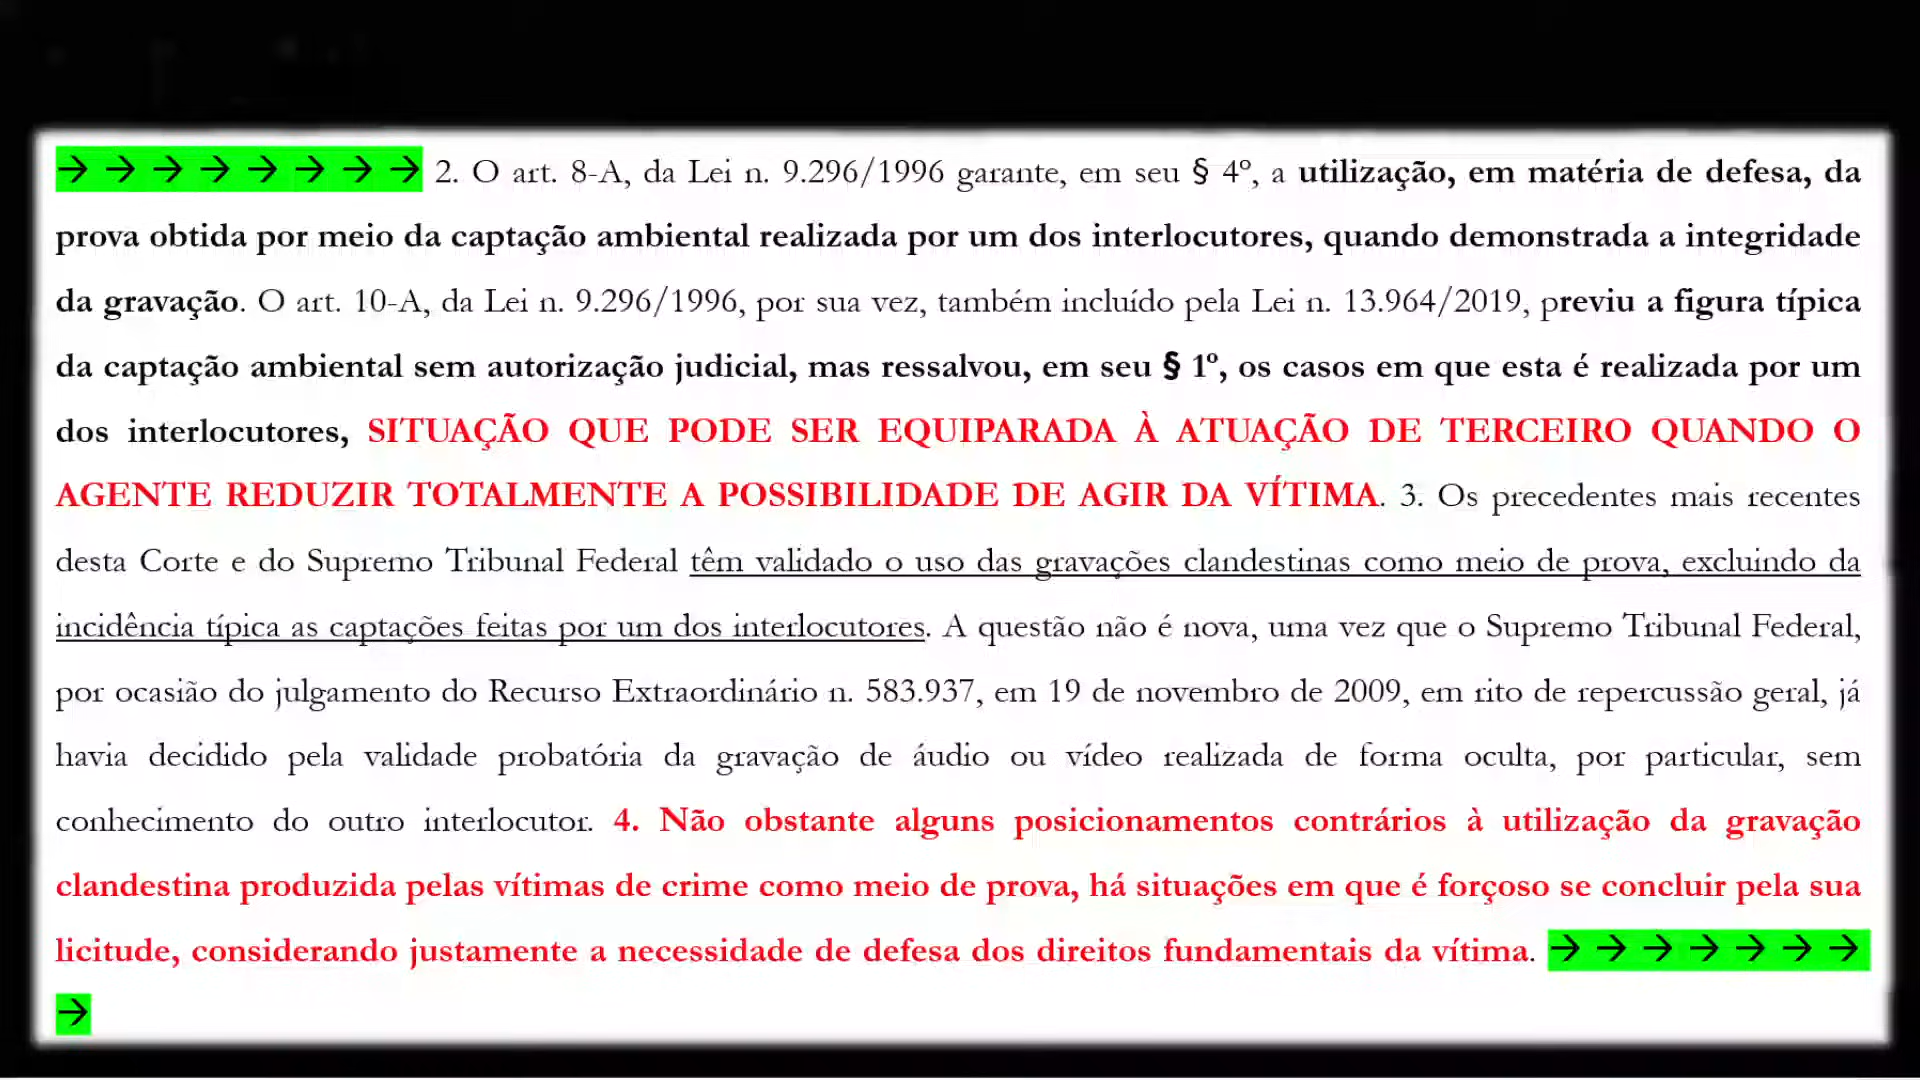 → → → → → → → → 2. O art. 8-A, da Lei n. 9.296/1996 garante, em seu § 4º, a utilização, em matéria de defesa, da
prova obtida por meio da captação ambiental realizada por um dos interlocutores, quando demonstrada a integridade
da gravação. O art. 10-A, da Lei n. 9.296/1996, por sua vez, também incluído pela Lei n. 13.964/2019, previu a figura típica
da captação ambiental sem autorização judicial, mas ressalvou, em seu § 1º, os casos em que esta é realizada por um
dos interlocutores, SITUAÇÃO QUE PODE SER EQUIPARADA À ATUAÇÃO DE TERCEIRO QUANDO O
AGENTE REDUZIR TOTALMENTE A POSSIBILIDADE DE AGIR DA VÍTIMA. 3. Os precedentes mais recentes
desta Corte e do Supremo Tribunal Federal têm validado o uso das gravações clandestinas como meio de prova, excluindo da
incidência típica as captações feitas por um dos interlocutores. A questão não é nova, uma vez que o Supremo Tribunal Federal,
por ocasião do julgamento do Recurso Extraordinário n. 583.937, em 19 de novembro de 2009, em rito de repercussão geral, já
havia decidido pela validade probatória da gravação de áudio ou vídeo realizada de forma oculta, por particular, sem
conhecimento do outro interlocutor. 4. Não obstante alguns posicionamentos contrários à utilização da gravação
clandestina produzida pelas vítimas de crime como meio de prova, há situações em que é forçoso se concluir pela sua
licitude, considerando justamente a necessidade de defesa dos direitos fundamentais da vítima. → → → → → → →
→